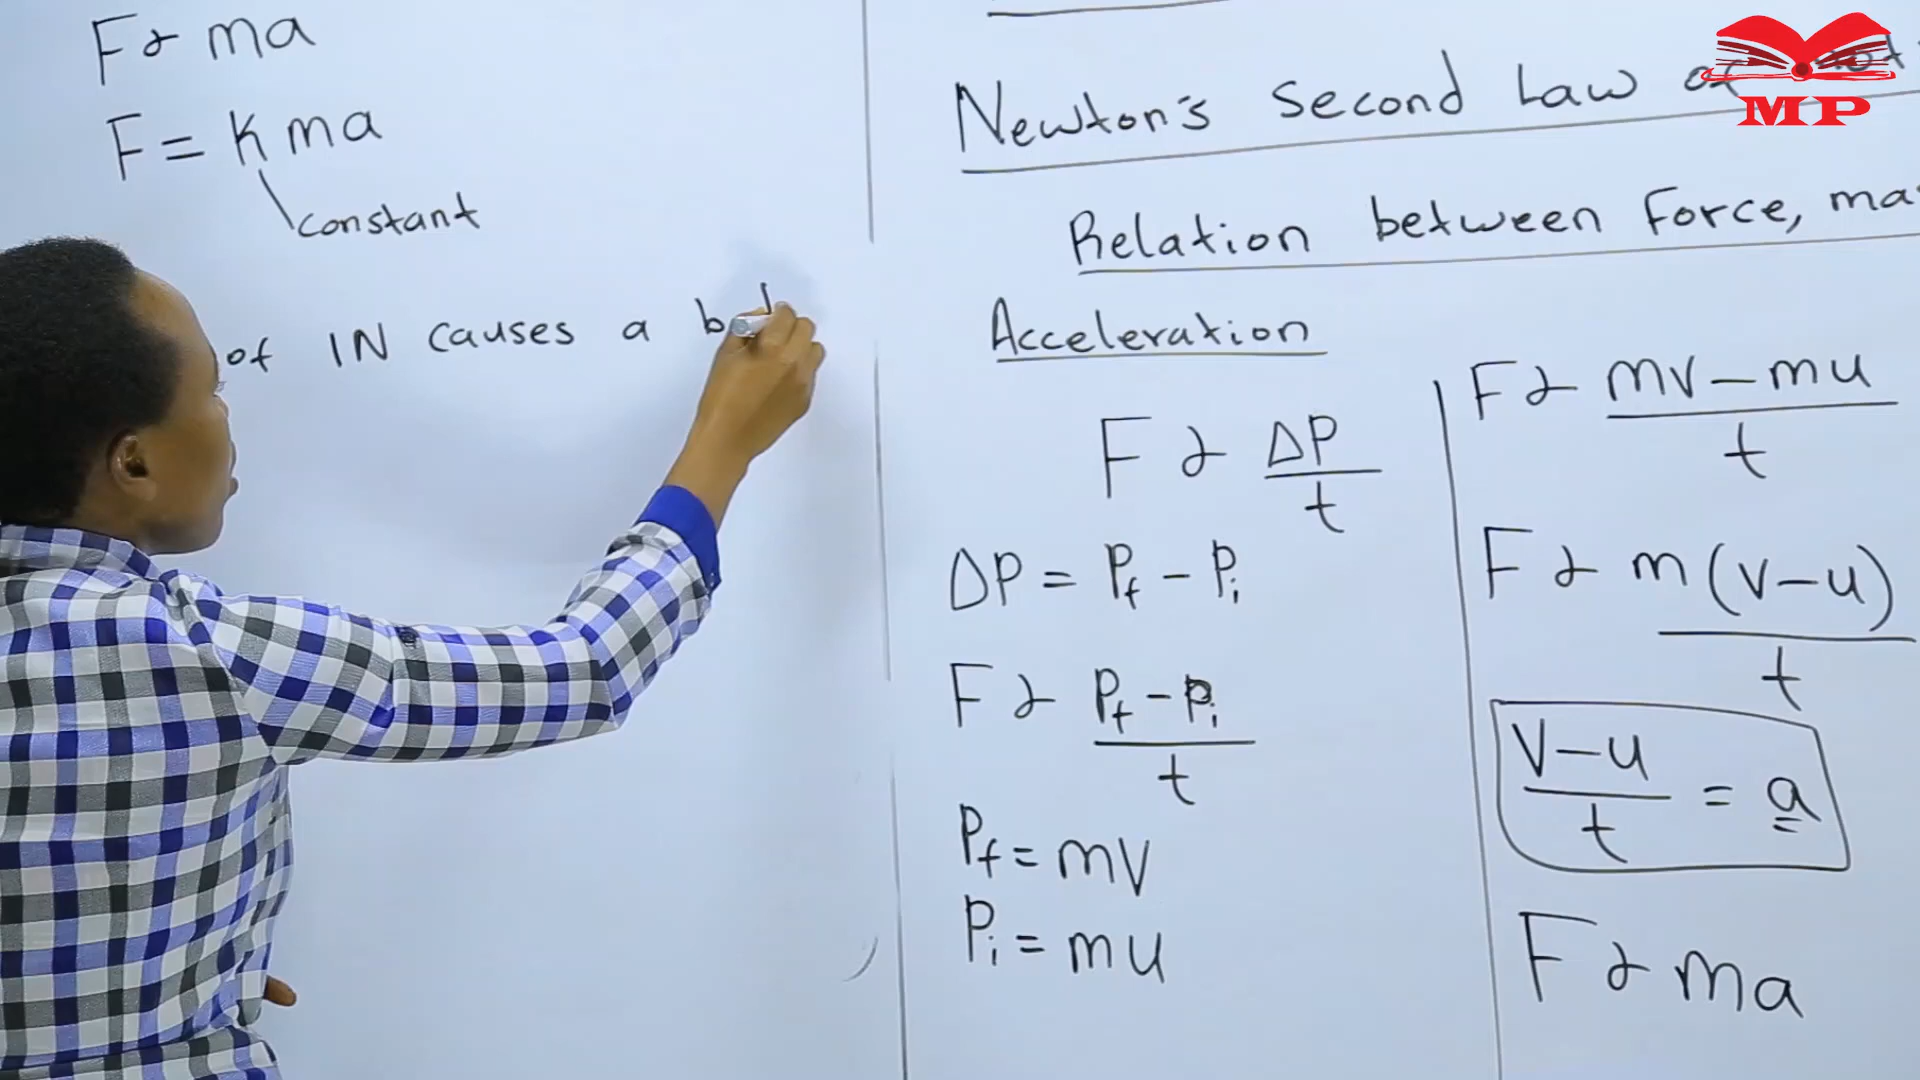 F α ma
F = K ma
constant
of 1N causes a
Newton's Second Law of
Relation between Force,
Acceleration
F α ΔP/t
ΔP = Pf - Pi
F α Pf - Pi/t
Pf = mv
Pi = mu
F α mv - mu/t
F α m(v-u)/t
v-u/t = a
F α ma
MP